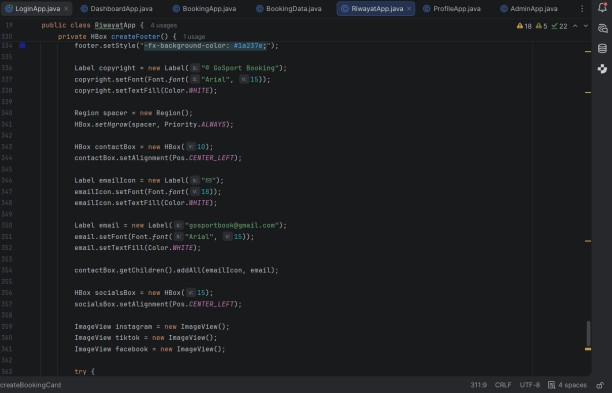 LoginApp.java
DashboardApp.java
BookingApp.java
BookingData.java
RiwayatApp.java
ProfileApp.java
AdminApp.java
19 public class RiwayatApp { 4 usages
18 5 22
330 private HBox createFooter() { 1 usage
334 footer.setStyle("-fx-background-color: #1a237e;");
335
336 Label copyright = new Label( s: "© GoSport Booking");
337 copyright.setFont(Font.font( s: "Arial", v: 15));
338 copyright.setTextFill(Color.WHITE);
339
340 Region spacer = new Region();
341 HBox.setHgrow(spacer, Priority.ALWAYS);
342
343 HBox contactBox = new HBox( v: 10);
344 contactBox.setAlignment(Pos.CENTER_LEFT);
345
346 Label emailIcon = new Label( s: "✉");
347 emailIcon.setFont(Font.font( v: 18));
348 emailIcon.setTextFill(Color.WHITE);
349
350 Label email = new Label( s: "gosportbook@gmail.com");
351 email.setFont(Font.font( s: "Arial", v: 15));
352 email.setTextFill(Color.WHITE);
353
354 contactBox.getChildren().addAll(emailIcon, email);
355
356 HBox socialsBox = new HBox( v: 15);
357 socialsBox.setAlignment(Pos.CENTER_LEFT);
358
359 ImageView instagram = new ImageView();
360 ImageView tiktok = new ImageView();
361 ImageView facebook = new ImageView();
362
363 try {
createBookingCard
311:9 CRLF UTF-8 4 spaces